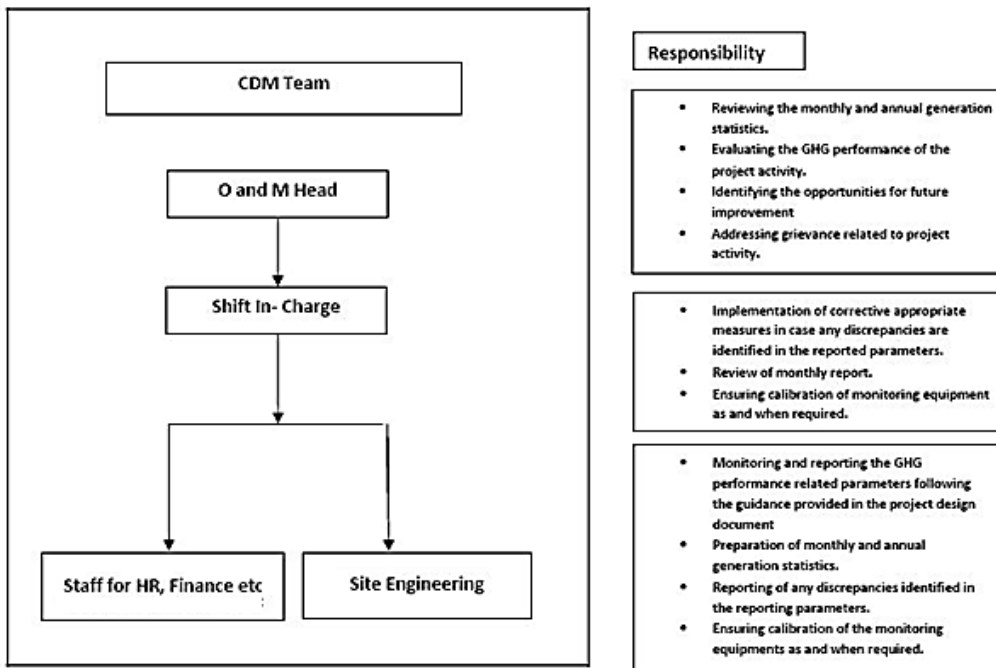 CDM Team
O and M Head
Shift In- Charge
Staff for HR, Finance etc
Site Engineering
Responsibility
• Reviewing the monthly and annual generation
statistics.
• Evaluating the GHG performance of the
project activity.
• Identifying the opportunities for future
improvement
• Addressing grievance related to project
activity.
• Implementation of corrective appropriate
measures in case any discrepancies are
identified in the reported parameters.
• Review of monthly report.
• Ensuring calibration of monitoring equipment
as and when required.
• Monitoring and reporting the GHG
performance related parameters following
the guidance provided in the project design
document
• Preparation of monthly and annual
generation statistics.
• Reporting of any discrepancies identified in
the reporting parameters.
• Ensuring calibration of the monitoring
equipments as and when required.